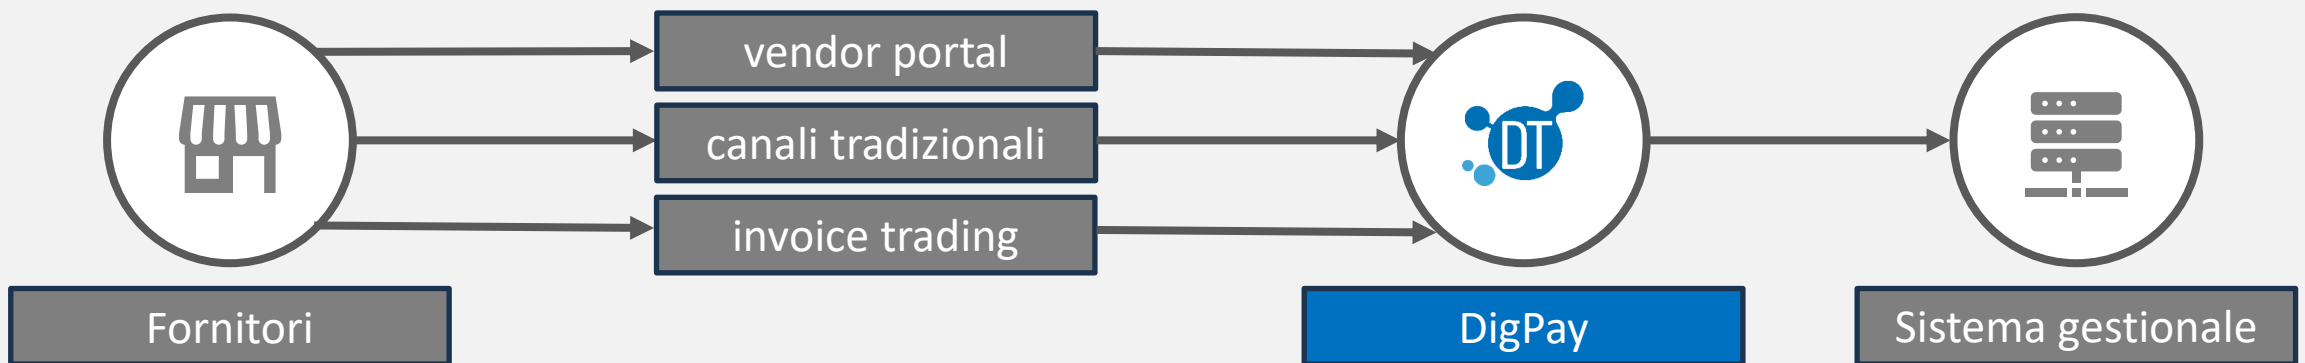 vendor portal
canali tradizionali
invoice trading
DT
Fornitori
DigPay
Sistema gestionale